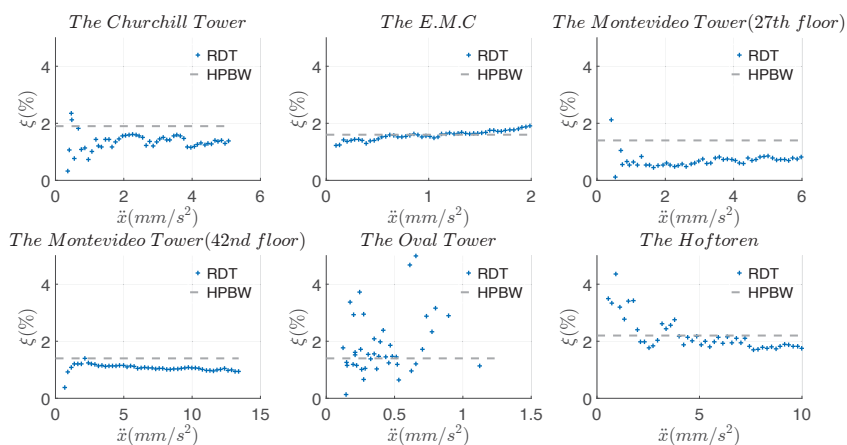 The Churchill Tower
The E.M.C
The Montevideo Tower(27th floor)
4
2
0
ξ(%)
RDT
HPBW
0 2 4 6
ẍ(mm/s²)
4
2
0
ξ(%)
RDT
HPBW
0 1 2
ẍ(mm/s²)
4
2
0
ξ(%)
RDT
HPBW
0 2 4 6
ẍ(mm/s²)
The Montevideo Tower(42nd floor)
The Oval Tower
The Hoftoren
4
2
0
ξ(%)
RDT
HPBW
0 5 10 15
ẍ(mm/s²)
4
2
0
ξ(%)
RDT
HPBW
0 0.5 1 1.5
ẍ(mm/s²)
4
2
0
ξ(%)
RDT
HPBW
0 5 10
ẍ(mm/s²)